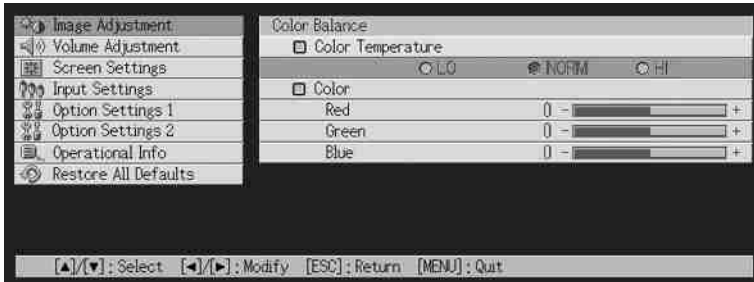 Image Adjustment
Volume Adjustment
Screen Settings
Input Settings
Option Settings 1
Option Settings 2
Operational Info
Restore All Defaults
Color Balance
Color Temperature
LO NORM HI
Color
Red 0 - +
Green 0 - +
Blue 0 - +
[▲]/[▼]:Select [◄]/[►]:Modify [ESC]:Return [MENU]:Quit